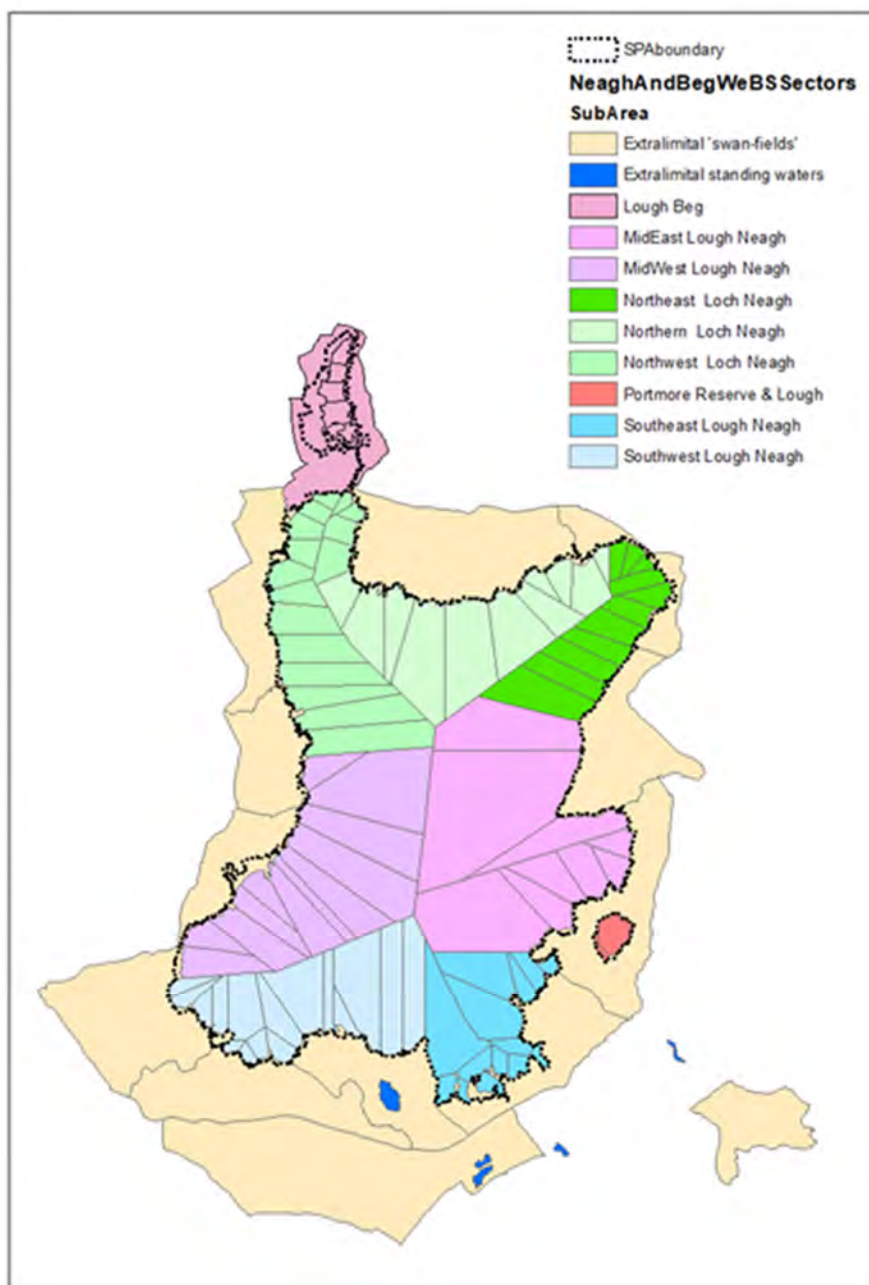 SPAboundary
NeaghAndBegWeBSSectors
SubArea
Extralimital 'swan-fields'
Extralimital standing waters
Lough Beg
MidEast Lough Neagh
MidWest Lough Neagh
Northeast Loch Neagh
Northern Loch Neagh
Northwest Loch Neagh
Portmore Reserve & Lough
Southeast Lough Neagh
Southwest Lough Neagh